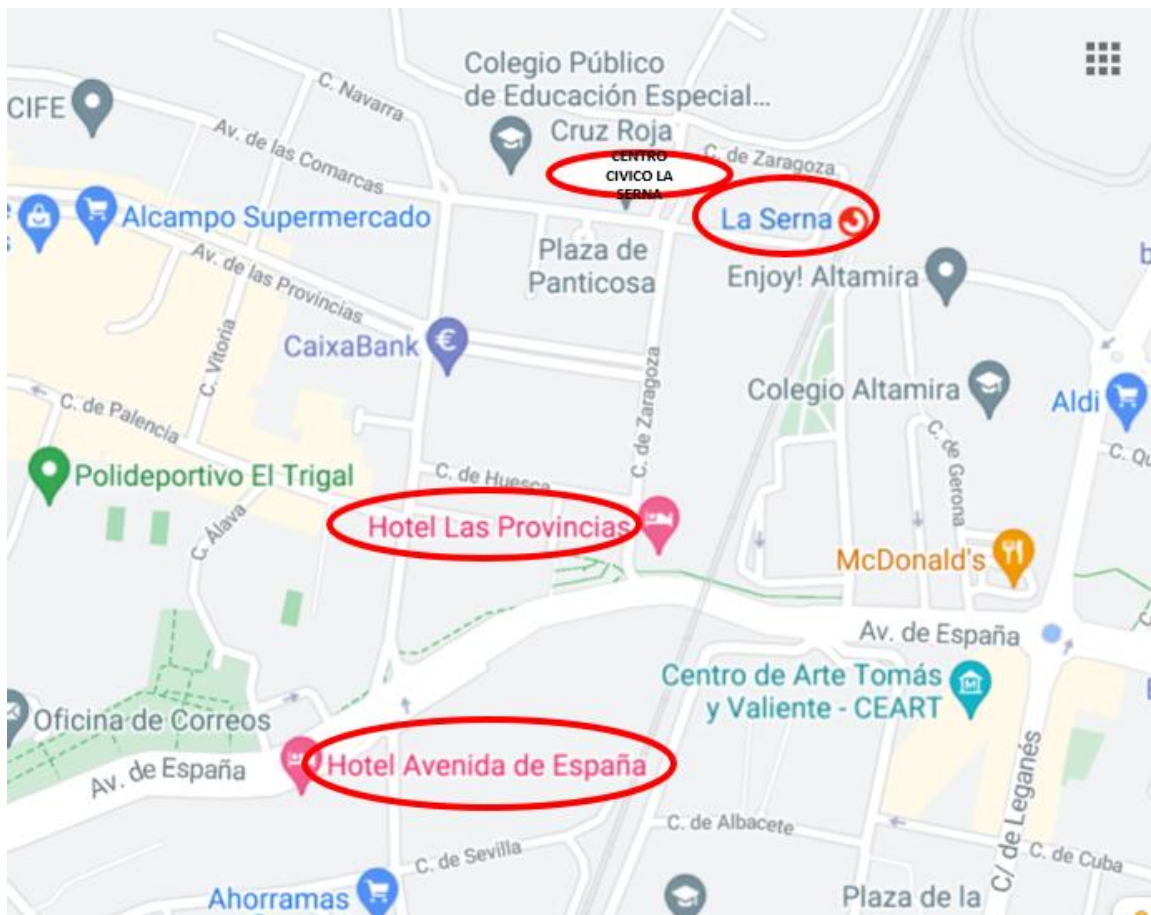 Colegio Público
de Educación Especial...
Cruz Roja
C. Navarra
CIFE
Av. de las Comarcas
CENTRO
CIVICO LA
SERNA
C. de Zaragoza
La Serna
Alcampo Supermercado
Plaza de
Panticosa
Enjoy! Altamira
b
s
Av. de las Provincias
CaixaBank
C. Vitoria
C. de Zaragoza
Colegio Altamira
Aldi
C. de Palencia
C. de Gerona
C. Qu
Polideportivo El Trigal
C. de Huesca
Hotel Las Provincias
C. Álava
McDonald's
Av. de España
Centro de Arte Tomás
y Valiente - CEART
Oficina de Correos
Hotel Avenida de España
Av. de España
C/ de Leganés
C. de Albacete
C. de Sevilla
C. de Cuba
Ahorramas
Plaza de la